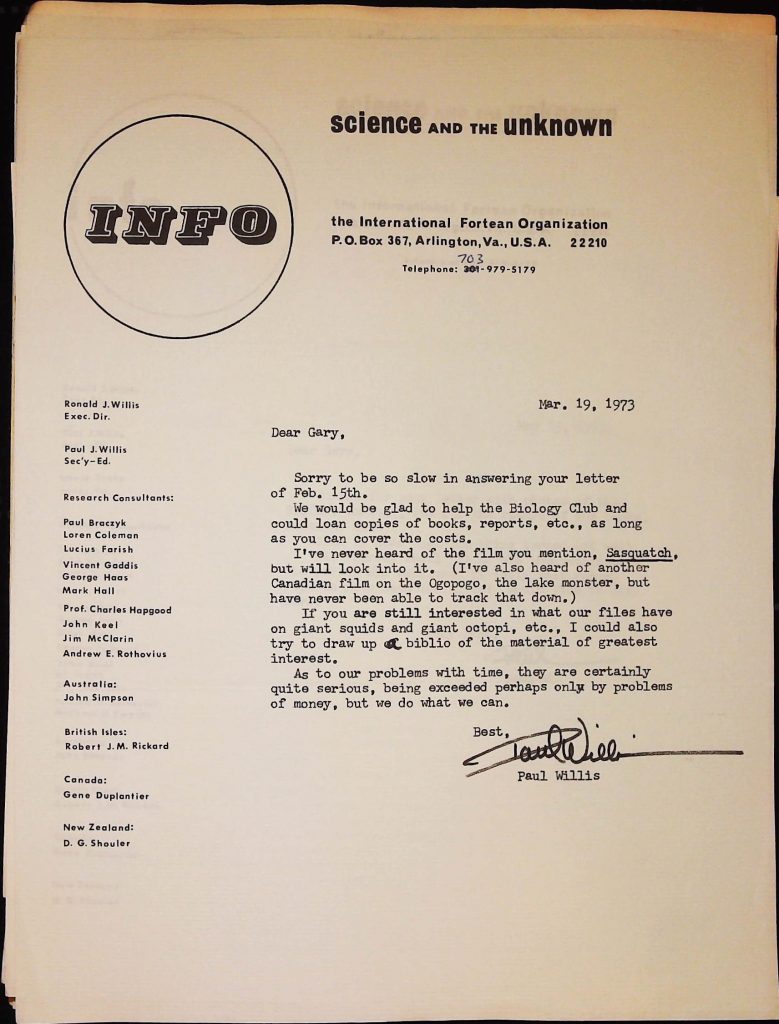 science AND THE unknown
INFO
the International Fortean Organization
P.O. Box 367, Arlington, Va., U.S.A. 22210
703
Telephone: 301-979-5179
Ronald J. Willis
Exec. Dir.
Paul J. Willis
Sec'y-Ed.
Research Consultants:
Paul Braczyk
Loren Coleman
Lucius Farish
Vincent Gaddis
George Haas
Mark Hall
Prof. Charles Hapgood
John Keel
Jim McClarin
Andrew E. Rothovius
Australia:
John Simpson
British Isles:
Robert J.M. Rickard
Canada:
Gene Duplantier
New Zealand:
D. G. Shouler
Mar. 19, 1973
Dear Gary,
Sorry to be so slow in answering your letter
of Feb. 15th.
We would be glad to help the Biology Club and
could loan copies of books, reports, etc., as long
as you can cover the costs.
I've never heard of the film you mention, Sasquatch,
but will look into it. (I've also heard of another
Canadian film on the Ogopogo, the lake monster, but
have never been able to track that down.)
If you are still interested in what our files have
on giant squids and giant octopi, etc., I could also
try to draw up a biblio of the material of greatest
interest.
As to our problems with time, they are certainly
quite serious, being exceeded perhaps only by problems
of money, but we do what we can.
Best,
Paul Willis
Paul Willis